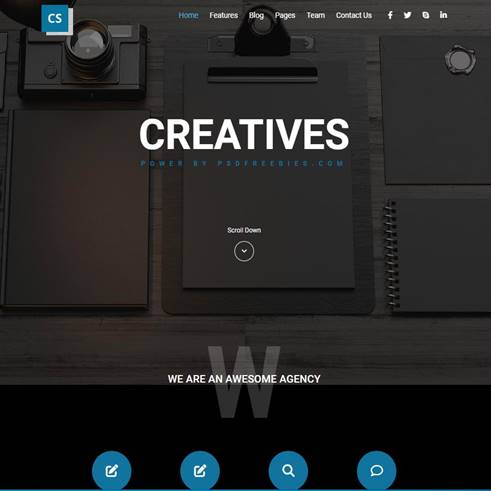 CS
Home Features Blog Pages Team Contact Us
CREATIVES
POWER BY PSDFREEBIES.COM
Scroll Down
W
WE ARE AN AWESOME AGENCY